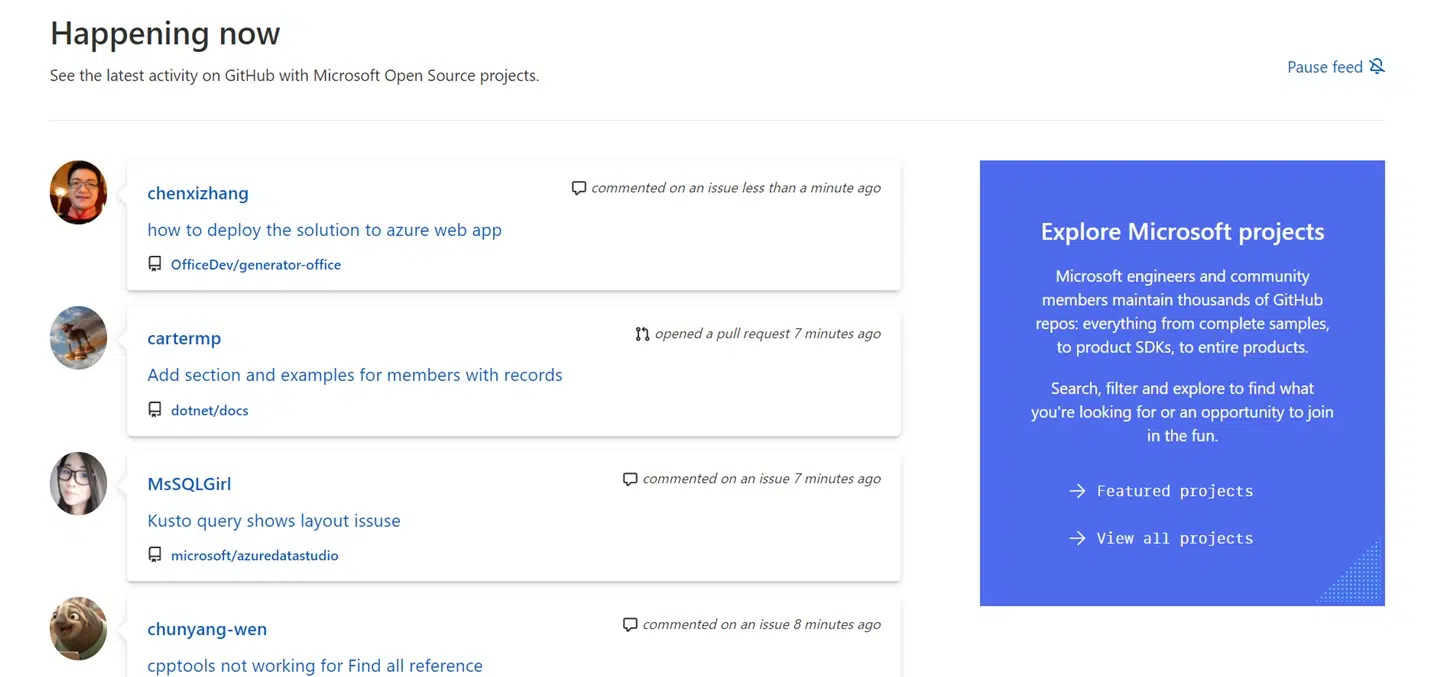 Happening now
See the latest activity on GitHub with Microsoft Open Source projects.
Pause feed
chenxizhang
commented on an issue less than a minute ago
how to deploy the solution to azure web app
OfficeDev/generator-office
cartermp
opened a pull request 7 minutes ago
Add section and examples for members with records
dotnet/docs
MsSQLGirl
commented on an issue 7 minutes ago
Kusto query shows layout issuse
microsoft/azuredatastudio
chunyang-wen
commented on an issue 8 minutes ago
cpptools not working for Find all reference
Explore Microsoft projects
Microsoft engineers and community
members maintain thousands of GitHub
repos: everything from complete samples,
to product SDKs, to entire products.
Search, filter and explore to find what
you're looking for or an opportunity to join
in the fun.
Featured projects
View all projects